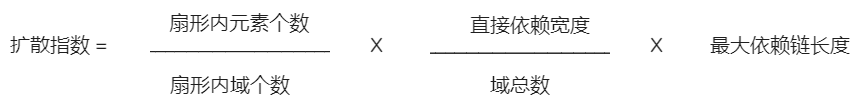 扇形内元素个数 直接依赖宽度
扩散指数 = X X 最大依赖链长度
扇形内域个数 域总数